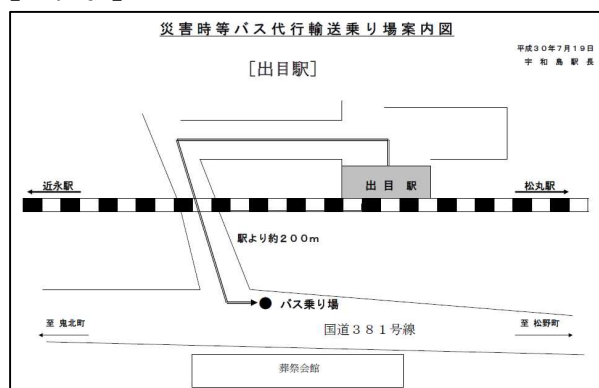 災害時等バス代行輸送乗り場案内図
平成30年7月19日
宇和島駅長
[出目駅]
近永駅
出目駅
松丸駅
駅より約200m
バス乗り場
至 鬼北町
国道381号線
至 松野町
葬祭会館